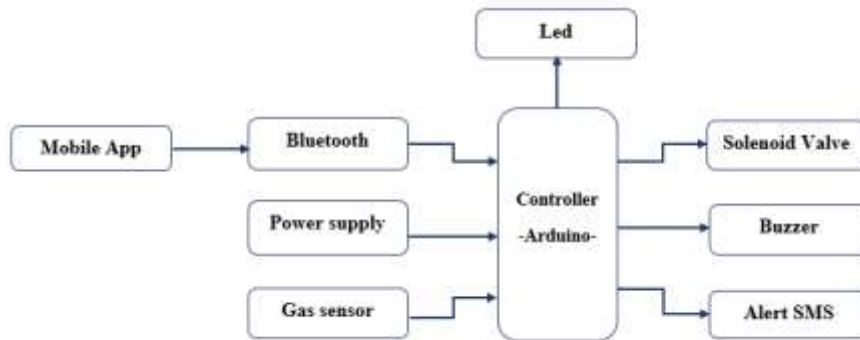 Led
Mobile App
Bluetooth
Power supply
Gas sensor
Controller
-Arduino-
Solenoid Valve
Buzzer
Alert SMS